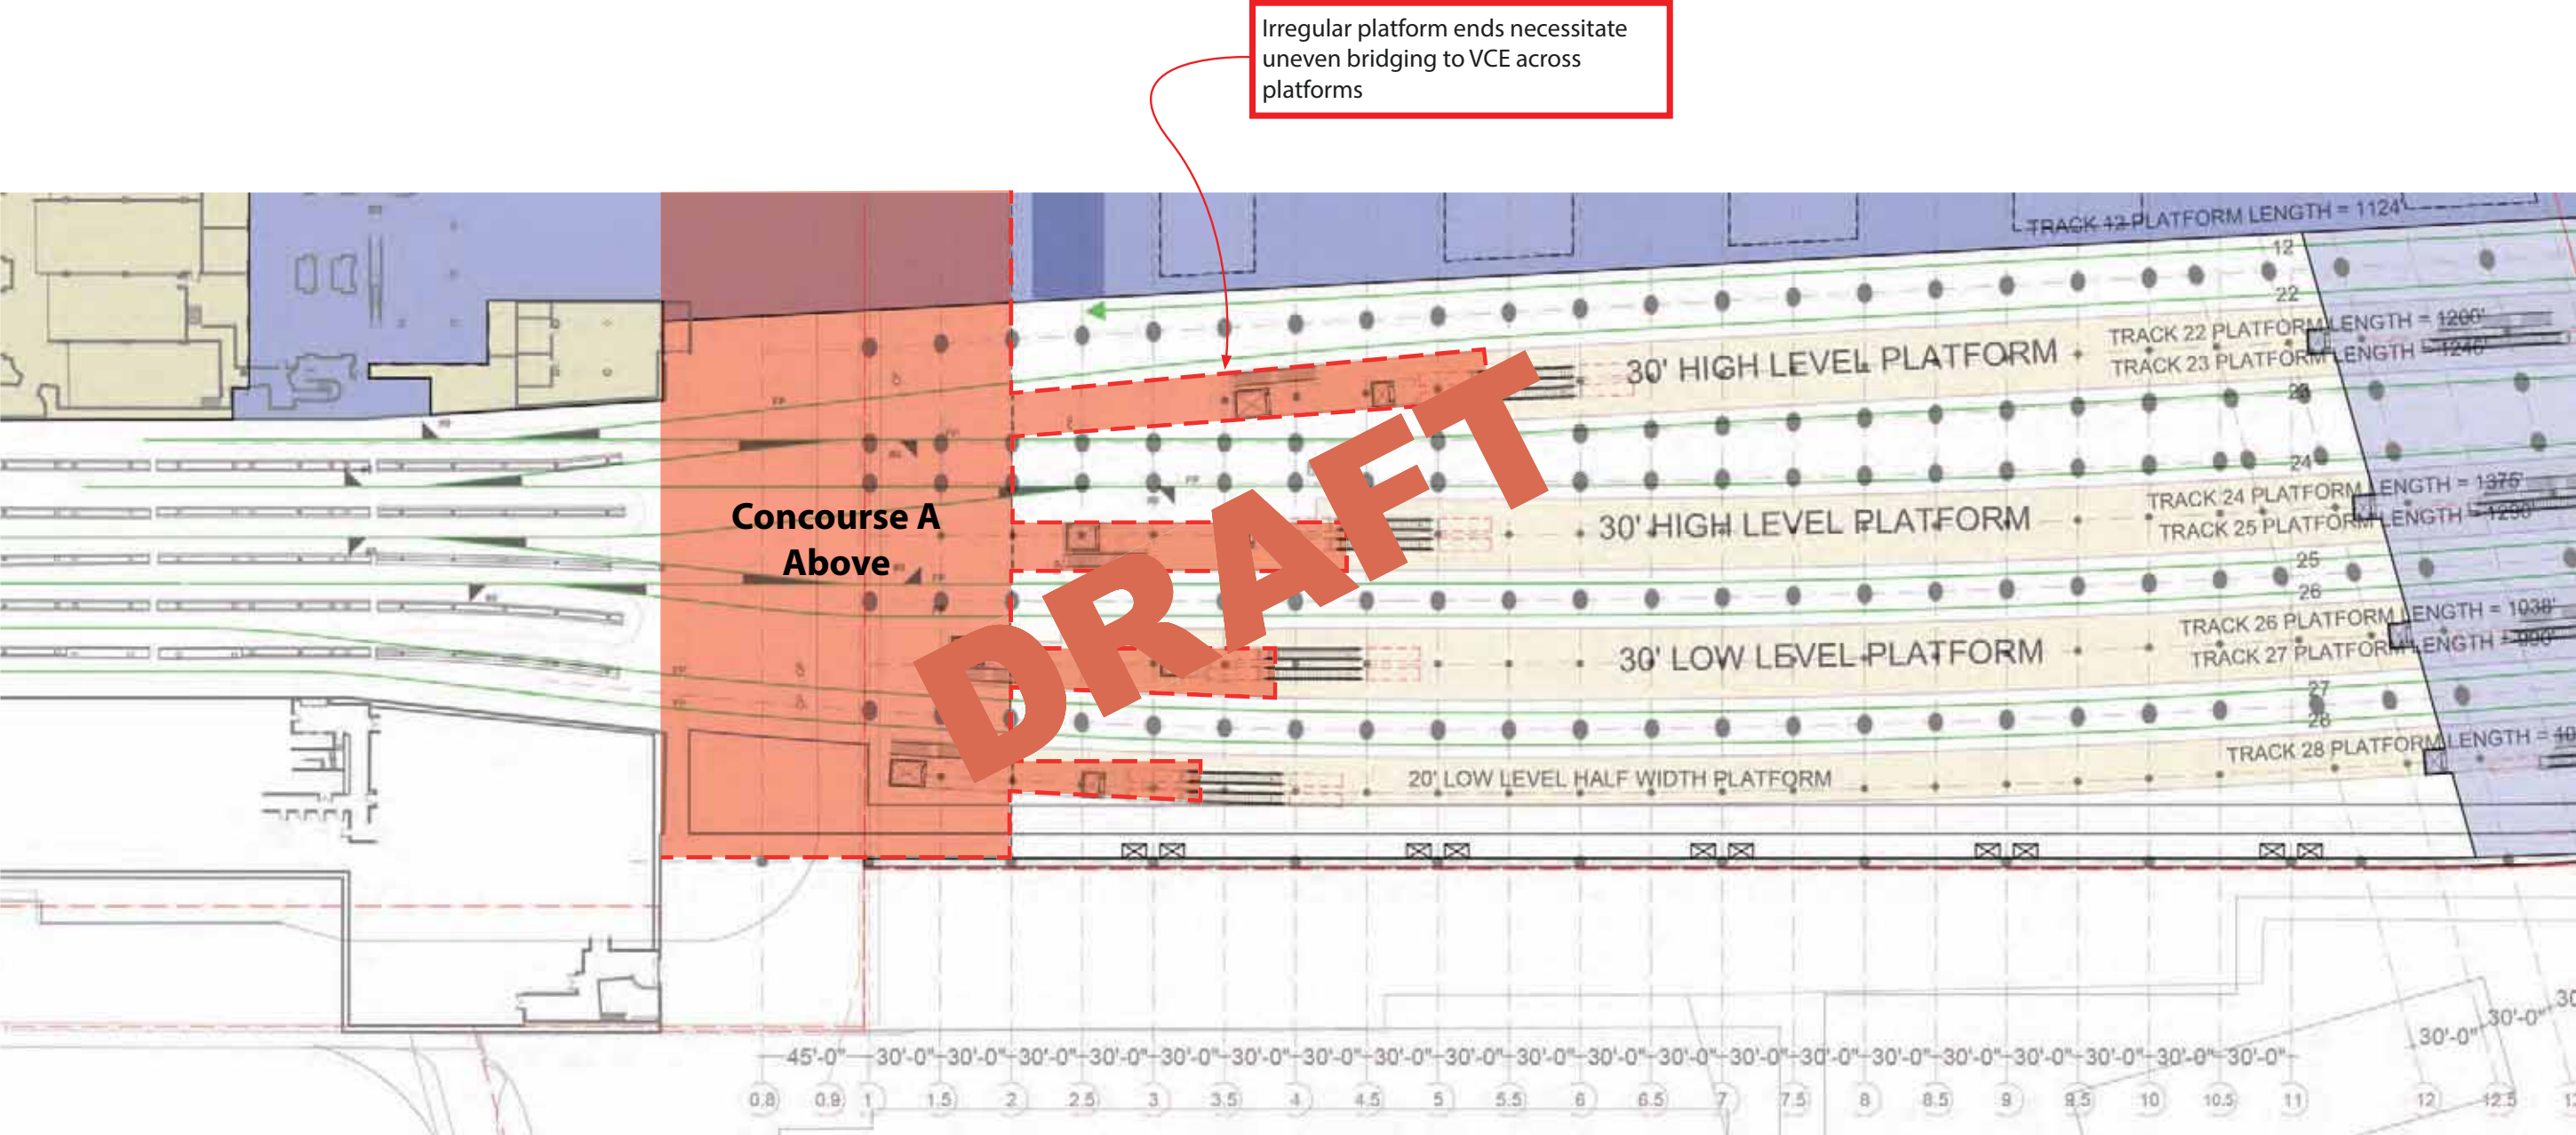 Irregular platform ends necessitate
uneven bridging to VCE across
platforms
TRACK 12 PLATFORM LENGTH = 1124'
12
22
TRACK 22 PLATFORM LENGTH = 1200'
TRACK 23 PLATFORM LENGTH = 1240'
30' HIGH LEVEL PLATFORM
23
24
TRACK 24 PLATFORM LENGTH = 1375'
TRACK 25 PLATFORM LENGTH = 1290'
30' HIGH LEVEL PLATFORM
Concourse A
Above
25
26
TRACK 26 PLATFORM LENGTH = 1038'
TRACK 27 PLATFORM LENGTH = 990'
30' LOW LEVEL PLATFORM
DRAFT
27
28
TRACK 28 PLATFORM LENGTH = 10
20' LOW LEVEL HALF WIDTH PLATFORM
45'-0" 30'-0" 30'-0" 30'-0" 30'-0" 30'-0" 30'-0" 30'-0" 30'-0" 30'-0" 30'-0" 30'-0" 30'-0" 30'-0" 30'-0" 30'-0" 30'-0" 30'-0" 30'-0" 30'-0" 30'-0"
30'-0" 30'-0" 30
0.8 0.9 1 1.5 2 2.5 3 3.5 4 4.5 5 5.5 6 6.5 7 7.5 8 8.5 9 9.5 10 10.5 11 12 12.5